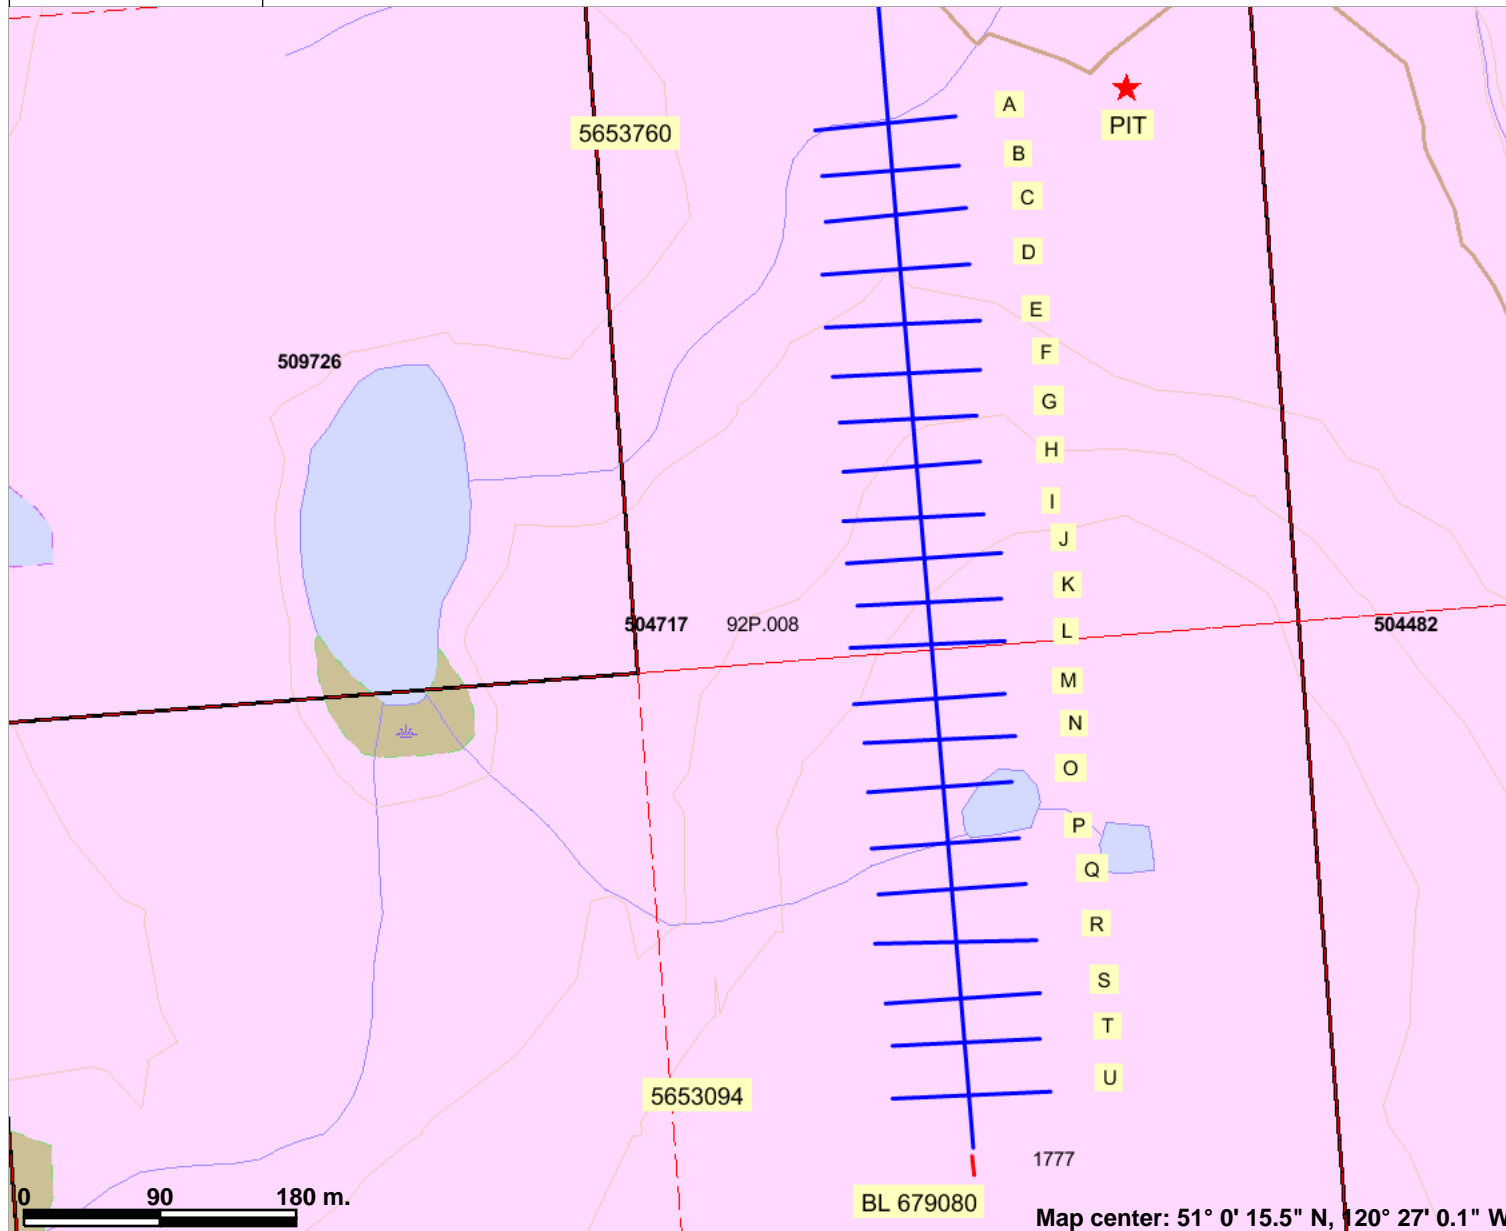 A
PIT
5653760
B
C
D
E
F
509726
G
H
I
J
K
504717 92P.008 L 504482
M
N
O
P
Q
R
S
T
U
5653094
1777
0 90 180 m.
BL 679080
Map center: 51° 0' 15.5" N, 120° 27' 0.1" W